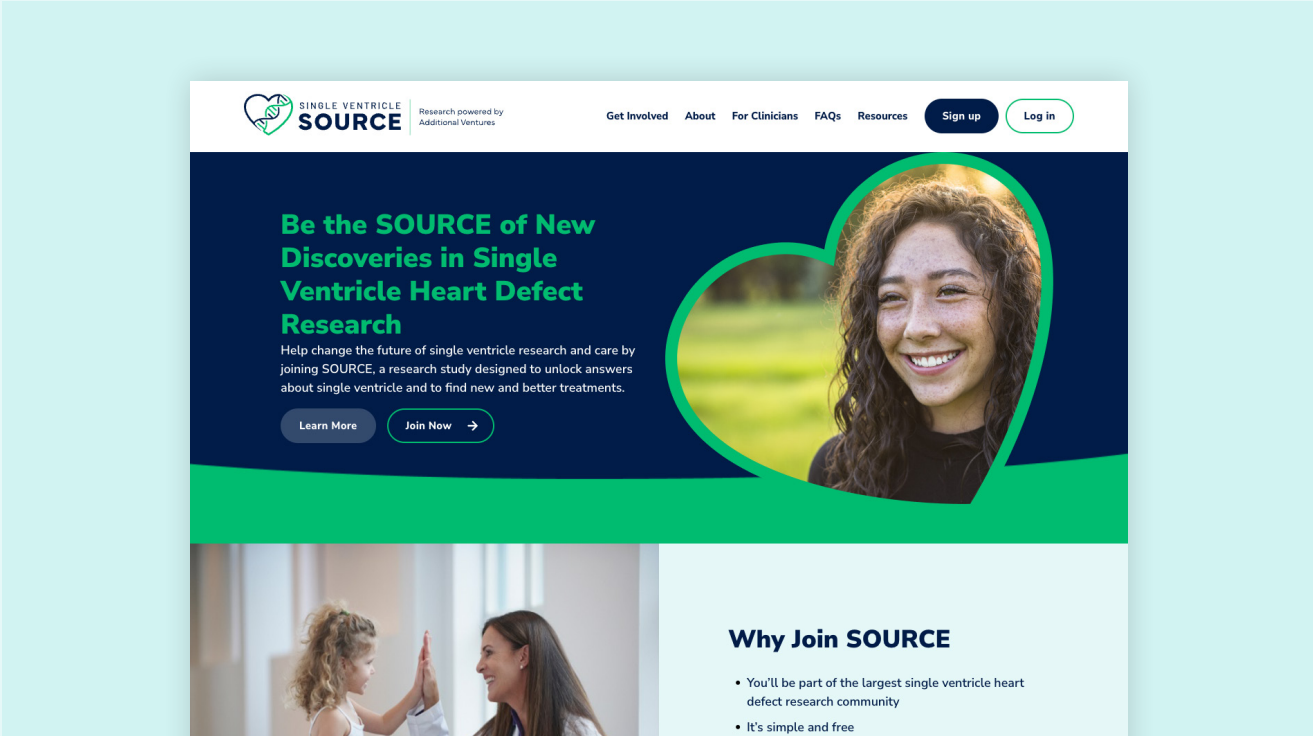 SINGLE VENTRICLE
SOURCE
Research powered by
Additional Ventures
Get Involved
About
For Clinicians
FAQs
Resources
Sign up
Log in
Be the SOURCE of New
Discoveries in Single
Ventricle Heart Defect
Research
Help change the future of single ventricle research and care by
joining SOURCE, a research study designed to unlock answers
about single ventricle and to find new and better treatments.
Learn More
Join Now
Why Join SOURCE
• You’ll be part of the largest single ventricle heart
defect research community
• It’s simple and free